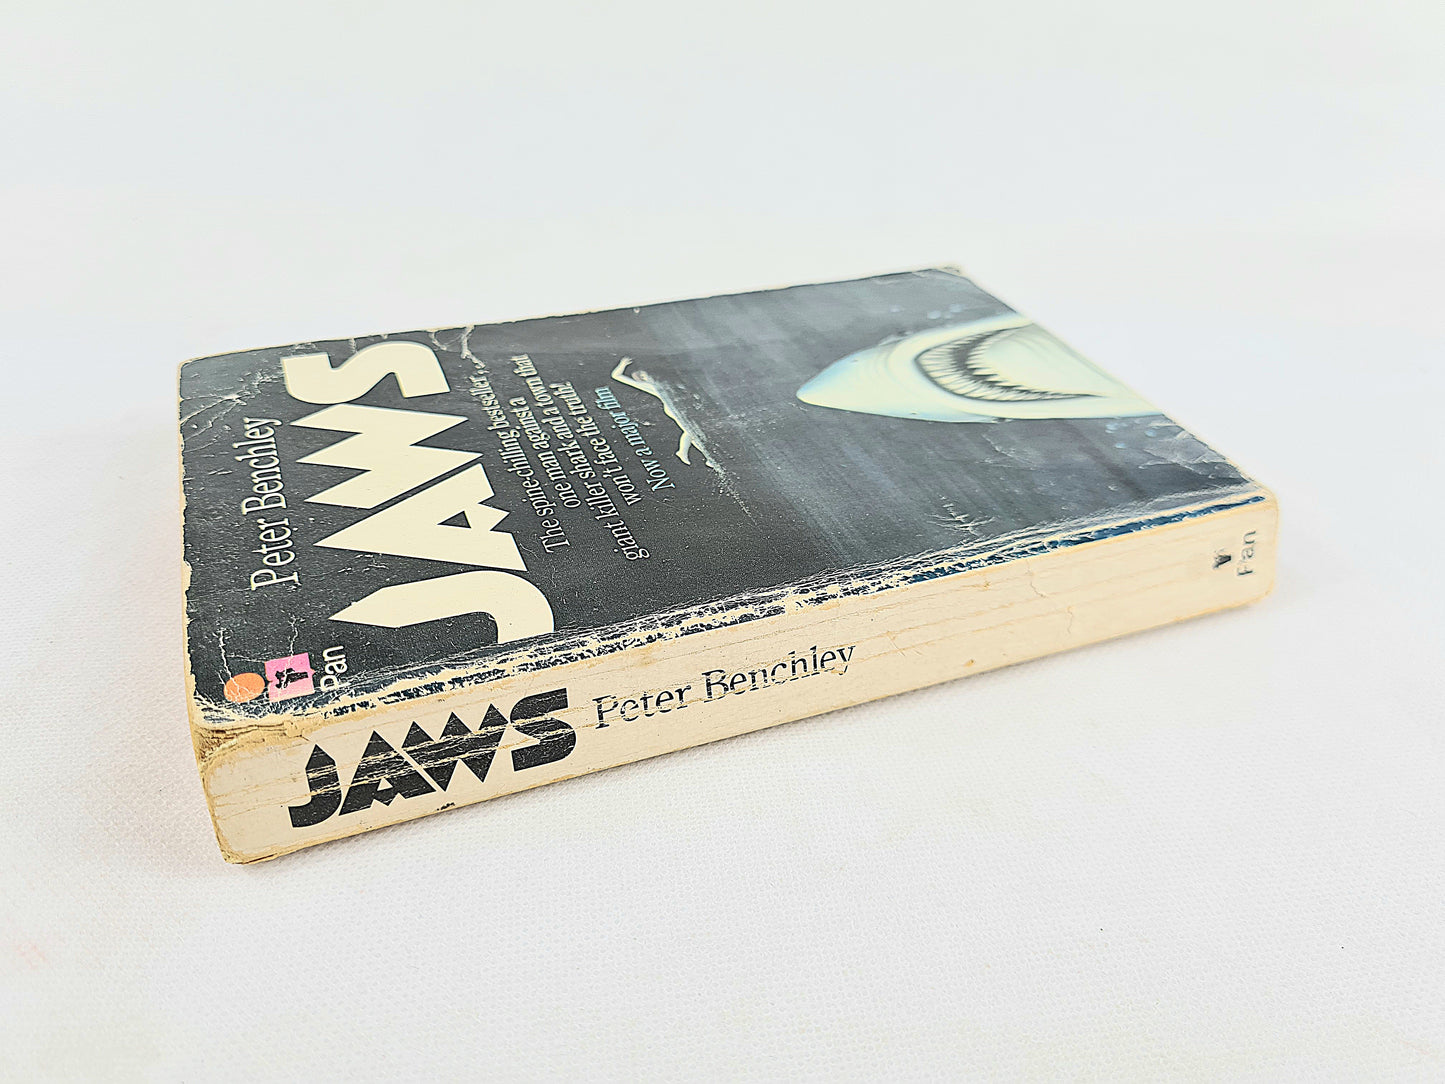 Peter Benchley
JAWS
The spine-chilling bestseller,
one man against a
giant killer shark and a town that
won't face the truth!
Now a major film
Pan
JAWS Peter Benchley
Pan